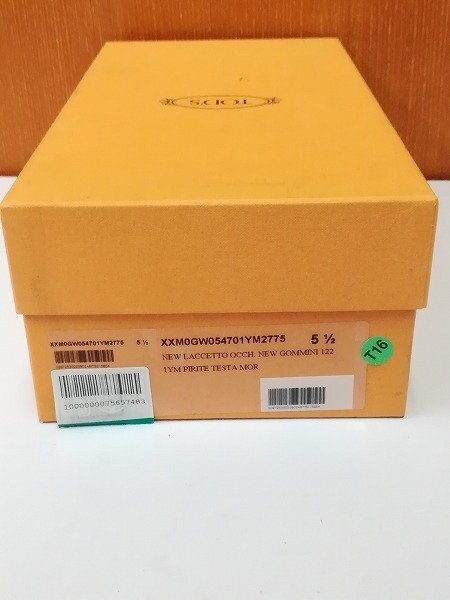 TOD'S
XXM0GW054701YM2775 5 ½
XXM0GW054701YM2775 5 ½
NEW LACCETTO OCCH. NEW GOMMINI 122
1YM PIRITE TESTA MOR
T16
1000000075657483